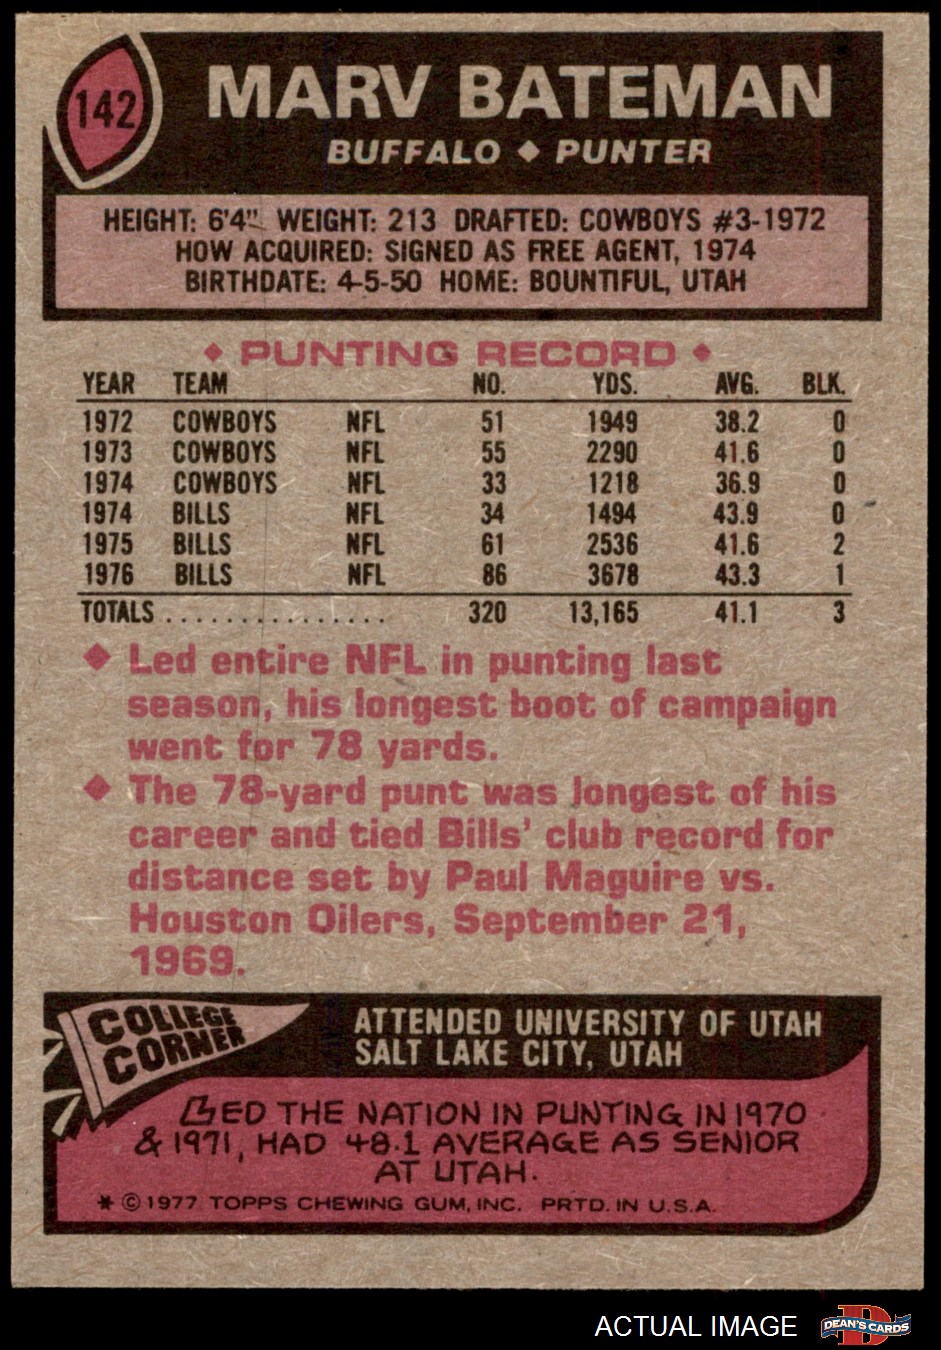 142
MARV BATEMAN
BUFFALO ◆ PUNTER
HEIGHT: 6'4" WEIGHT: 213 DRAFTED: COWBOYS #3-1972
HOW ACQUIRED: SIGNED AS FREE AGENT, 1974
BIRTHDATE: 4-5-50 HOME: BOUNTIFUL, UTAH
◆ PUNTING RECORD ◆
YEAR TEAM NO. YDS. AVG. BLK.
1972 COWBOYS NFL 51 1949 38.2 0
1973 COWBOYS NFL 55 2290 41.6 0
1974 COWBOYS NFL 33 1218 36.9 0
1974 BILLS NFL 34 1494 43.9 0
1975 BILLS NFL 61 2536 41.6 2
1976 BILLS NFL 86 3678 43.3 1
TOTALS . . . . . . . . . . . . . . . 320 13,165 41.1 3
◆ Led entire NFL in punting last
season, his longest boot of campaign
went for 78 yards.
◆ The 78-yard punt was longest of his
career and tied Bills' club record for
distance set by Paul Maguire vs.
Houston Oilers, September 21,
1969.
COLLEGE
CORNER
ATTENDED UNIVERSITY OF UTAH
SALT LAKE CITY, UTAH
LED THE NATION IN PUNTING IN 1970
& 1971, HAD 48.1 AVERAGE AS SENIOR
AT UTAH.
* © 1977 TOPPS CHEWING GUM, INC. PRTD. IN U.S.A.
ACTUAL IMAGE
D
DEAN'S CARDS